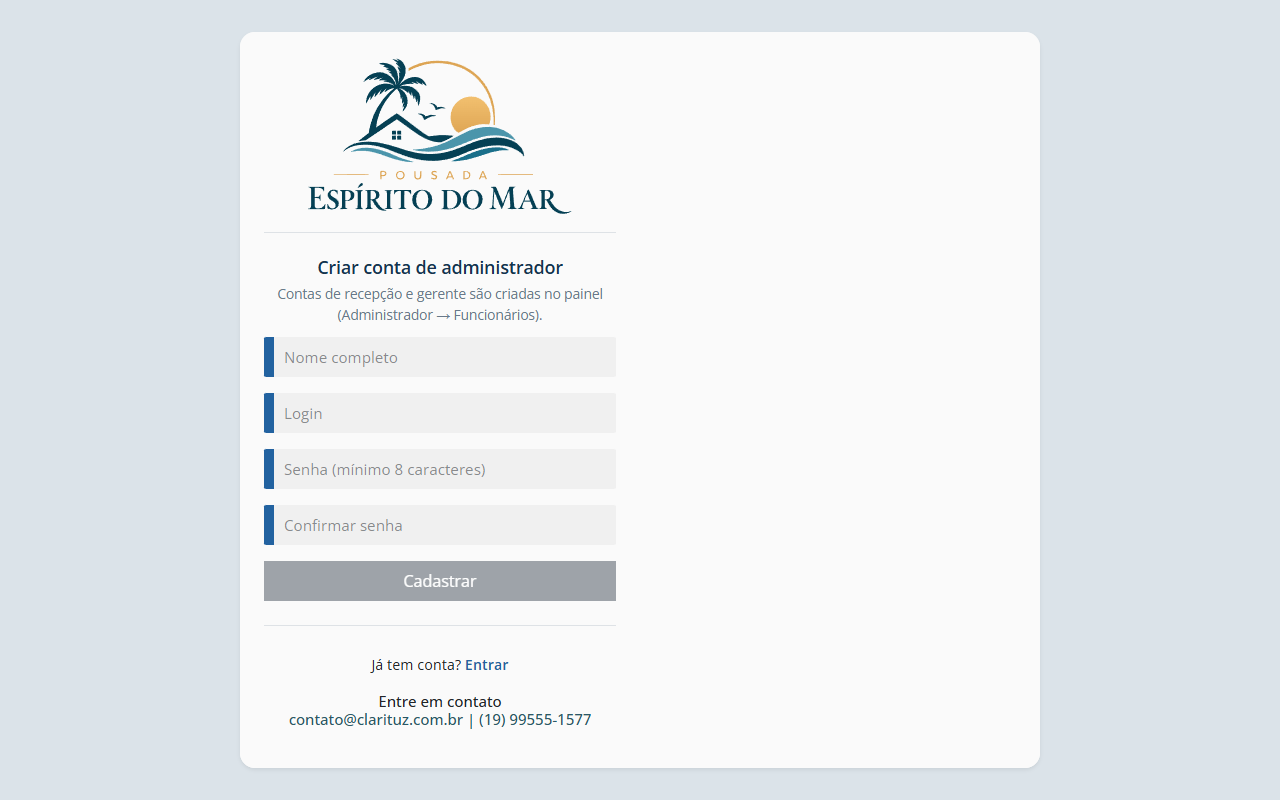 POUSADA
ESPÍRITO DO MAR
Criar conta de administrador
Contas de recepção e gerente são criadas no painel
(Administrador → Funcionários).
Nome completo
Login
Senha (mínimo 8 caracteres)
Confirmar senha
Cadastrar
Já tem conta? Entrar
Entre em contato
contato@clarituz.com.br | (19) 99555-1577